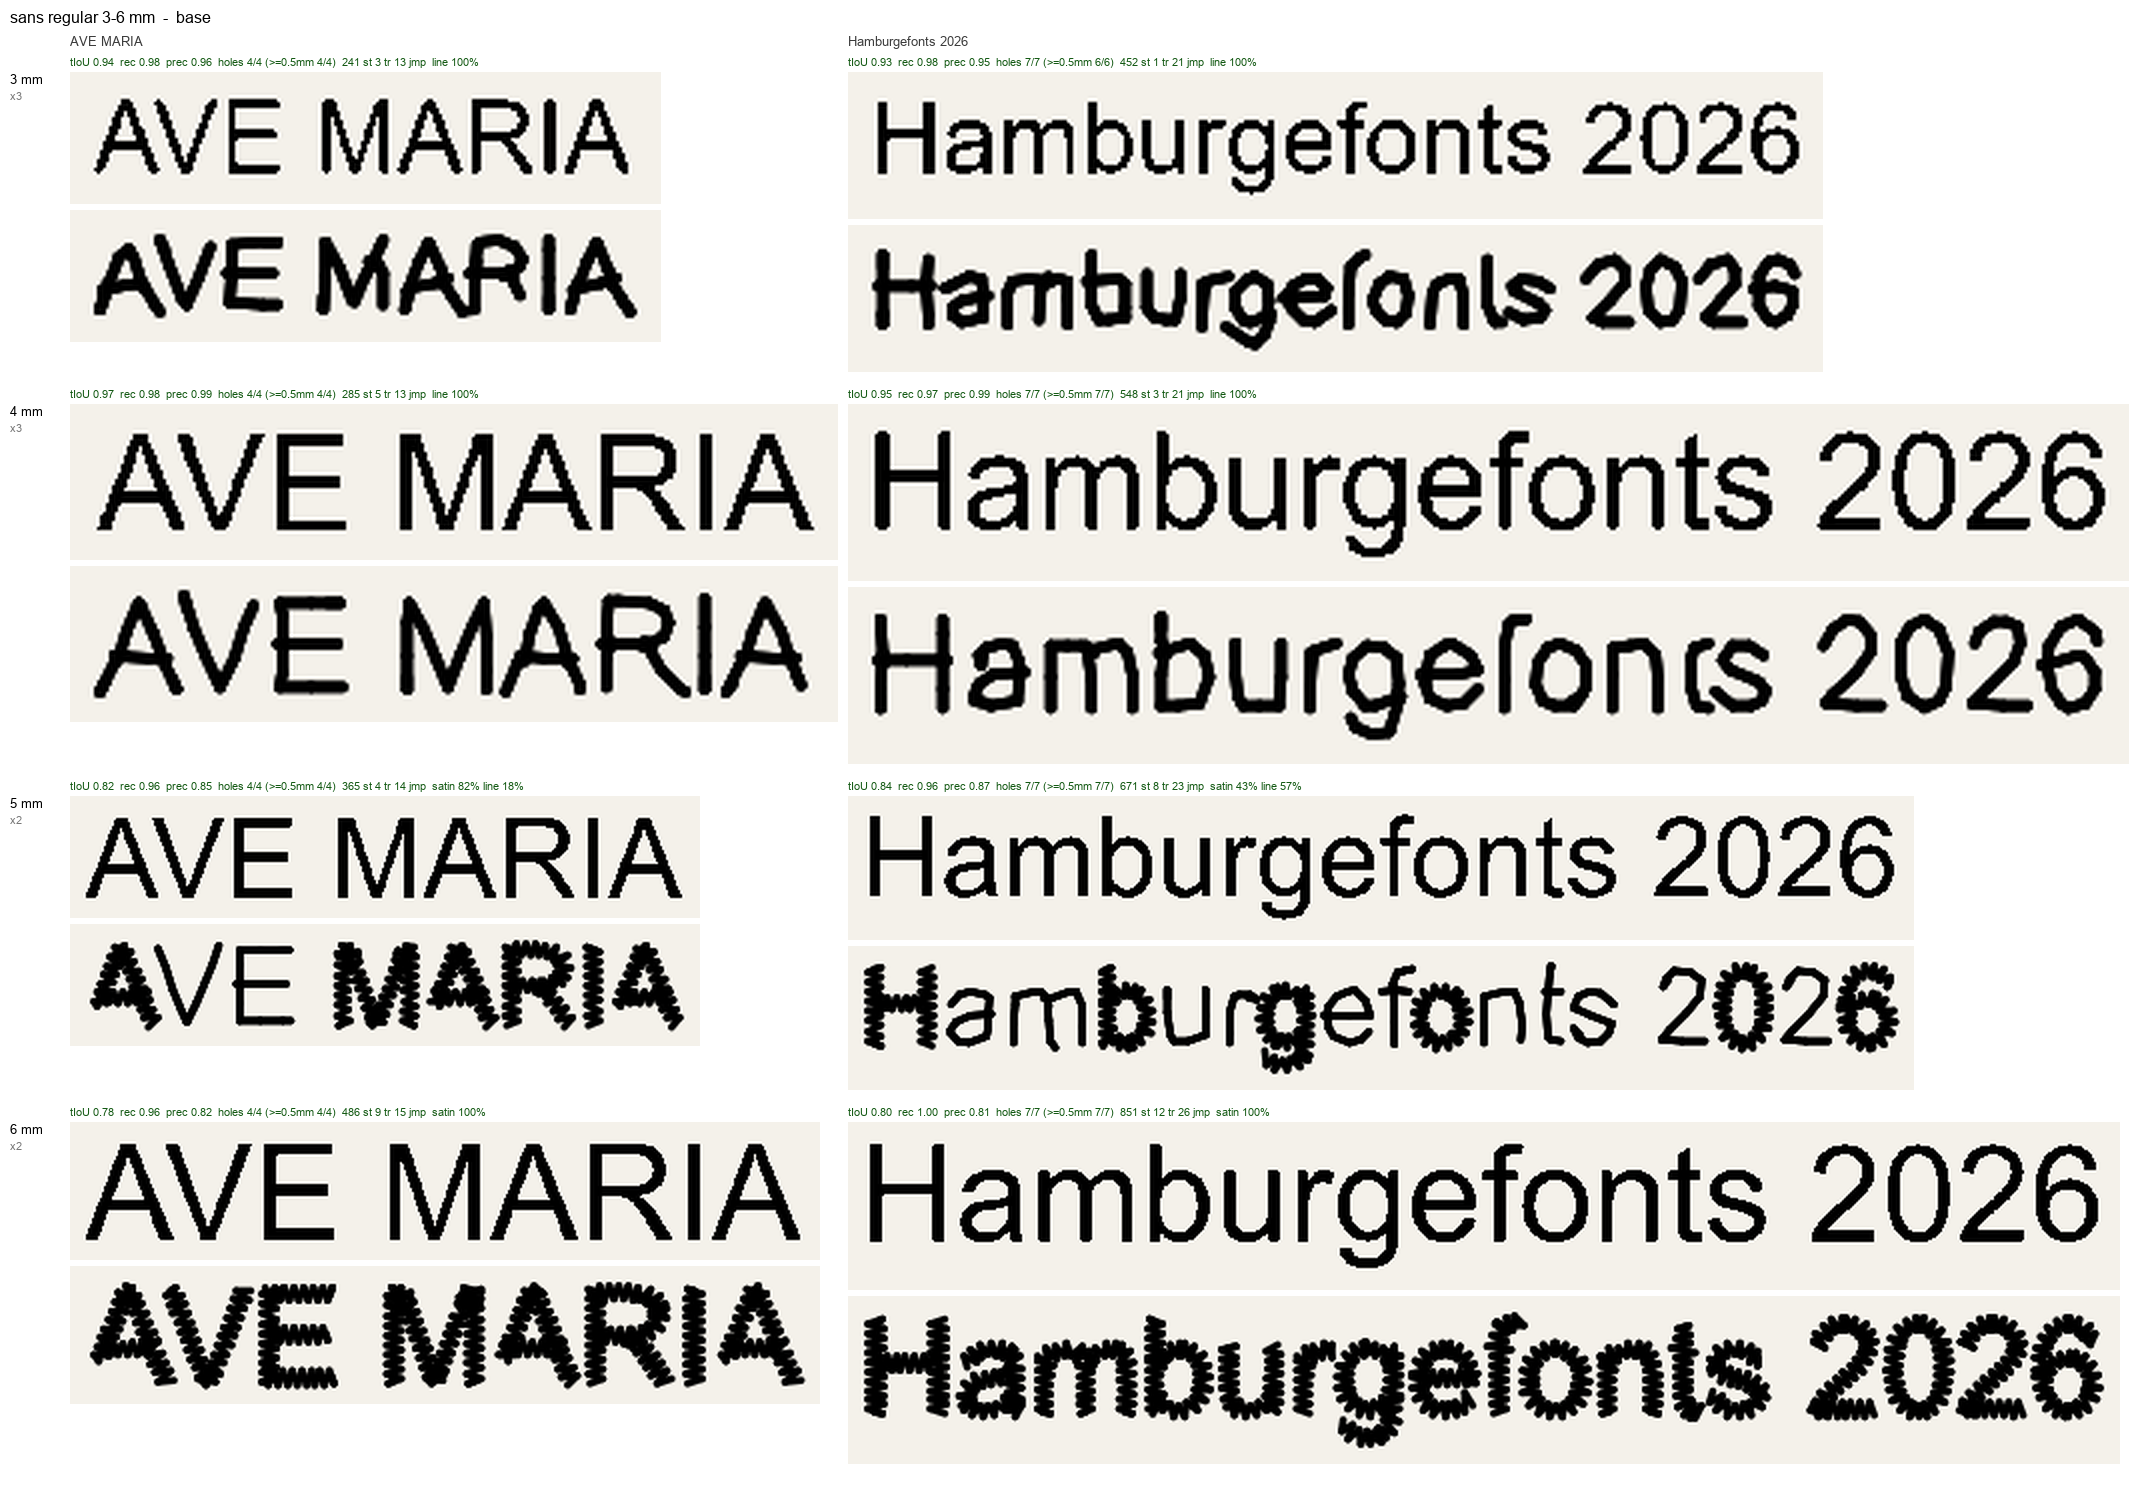 sans regular 3-6 mm - base
AVE MARIA
Hamburgefonts 2026
tIoU 0.94 rec 0.98 prec 0.96 holes 4/4 (>=0.5mm 4/4) 241 st 3 tr 13 jmp line 100%
tIoU 0.93 rec 0.98 prec 0.95 holes 7/7 (>=0.5mm 6/6) 452 st 1 tr 21 jmp line 100%
3 mm
x3
AVE MARIA
Hamburgefonts 2026
AVE MARIA
Hamburgefonts 2026
tIoU 0.97 rec 0.98 prec 0.99 holes 4/4 (>=0.5mm 4/4) 285 st 5 tr 13 jmp line 100%
tIoU 0.95 rec 0.97 prec 0.99 holes 7/7 (>=0.5mm 7/7) 548 st 3 tr 21 jmp line 100%
4 mm
x3
AVE MARIA
Hamburgefonts 2026
AVE MARIA
Hamburgefonts 2026
tIoU 0.82 rec 0.96 prec 0.85 holes 4/4 (>=0.5mm 4/4) 365 st 4 tr 14 jmp satin 82% line 18%
tIoU 0.84 rec 0.96 prec 0.87 holes 7/7 (>=0.5mm 7/7) 671 st 8 tr 23 jmp satin 43% line 57%
5 mm
x2
AVE MARIA
Hamburgefonts 2026
AVE MARIA
Hamburgefonts 2026
tIoU 0.78 rec 0.96 prec 0.82 holes 4/4 (>=0.5mm 4/4) 486 st 9 tr 15 jmp satin 100%
tIoU 0.80 rec 1.00 prec 0.81 holes 7/7 (>=0.5mm 7/7) 851 st 12 tr 26 jmp satin 100%
6 mm
x2
AVE MARIA
Hamburgefonts 2026
AVE MARIA
Hamburgefonts 2026